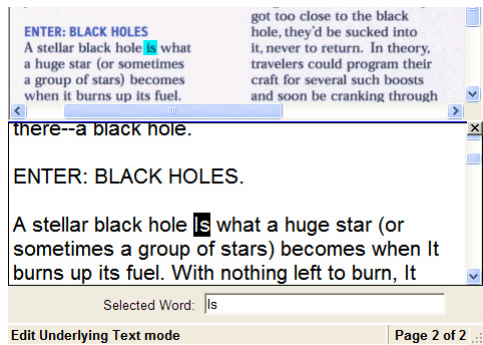 ENTER: BLACK HOLES
A stellar black hole is what
a huge star (or sometimes
a group of stars) becomes
when it burns up its fuel.
got too close to the black
hole, they'd be sucked into
it, never to return. In theory,
travelers could program their
craft for several such boosts
and soon be cranking through
there--a black hole.
ENTER: BLACK HOLES.
A stellar black hole Is what a huge star (or
sometimes a group of stars) becomes when It
burns up its fuel. With nothing left to burn, It
Selected Word: Is
Edit Underlying Text mode Page 2 of 2